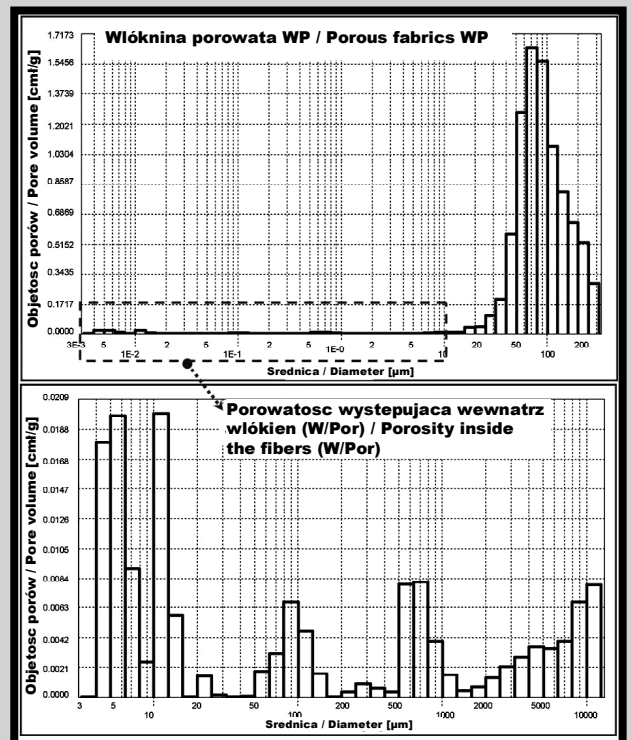 Wlóknina porowata WP / Porous fabrics WP
Objetosc porów / Pore volume [cmł/g]
1.7173
1.5456
1.3739
1.2021
1.0304
0.8587
0.6869
0.5152
0.3435
0.1717
0.0000
3E-3 5 2 5 2 5 2 5 10 20 50 100 200
1E-2 1E-1 1E-0
Srednica / Diameter [µm]
Porowatosc wystepujaca wewnatrz
wlókien (W/Por) / Porosity inside
the fibers (W/Por)
Objetosc porów / Pore volume [cmł/g]
0.0209
0.0188
0.0168
0.0147
0.0126
0.0105
0.0084
0.0063
0.0042
0.0021
0.0000
3 5 10 20 50 100 200 500 1000 2000 5000 10000
Srednica / Diameter [µm]